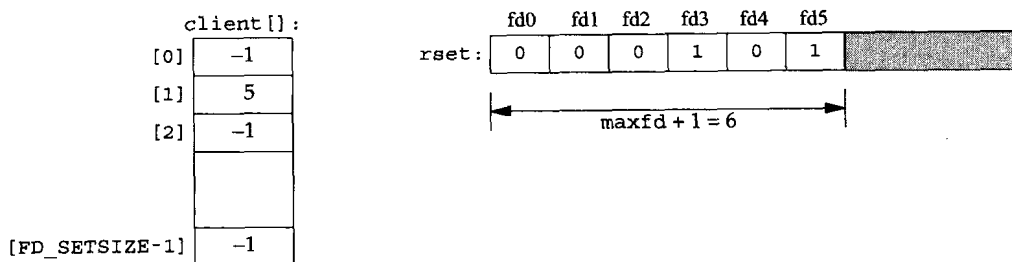 client[]:
[0] −1
[1] 5
[2] −1
[FD_SETSIZE-1] −1
fd0 fd1 fd2 fd3 fd4 fd5
rset: 0 0 0 1 0 1
maxfd + 1 = 6